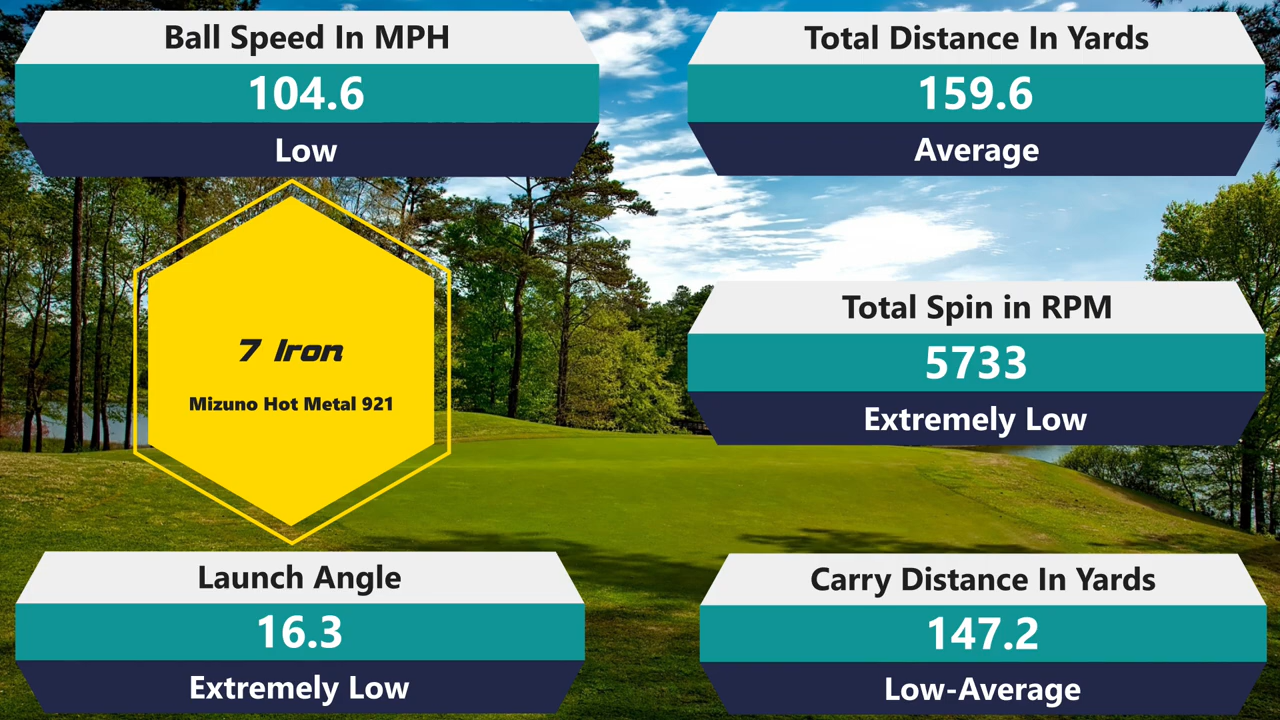 Ball Speed In MPH
104.6
Low
Total Distance In Yards
159.6
Average
7 Iron
Mizuno Hot Metal 921
Total Spin in RPM
5733
Extremely Low
Launch Angle
16.3
Extremely Low
Carry Distance In Yards
147.2
Low-Average